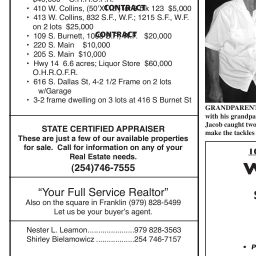 • 410 W. Collins, (50'X 123 $5,000
CONTRACT
• 413 W. Collins, 832 S.F., W.F.; 1215 S.F., W.F.
on 2 lots $25,000
• 109 S. Burnett, $20,000
CONTRACT
• 220 S. Main $10,000
• 205 S. Main $10,000
• Hwy 14 6.6 acres; Liquor Store $60,000
O.H.R.O.F.R.
• 616 S. Dallas St, 4-2 1/2 Frame on 2 lots
w/Garage
• 3-2 frame dwelling on 3 lots at 416 S Burnet St
STATE CERTIFIED APPRAISER
These are just a few of our available properties
for sale. Call for information on any of your
Real Estate needs.
(254)746-7555
“Your Full Service Realtor”
Also on the square in Franklin (979) 828-5499
Let us be your buyer's agent.
Nester L. Leamon.......................979 828-3563
Shirley Bielamowicz ...................254 746-7157
GRANDPARENT
with his grandpa
Jacob caught two
make the tackles